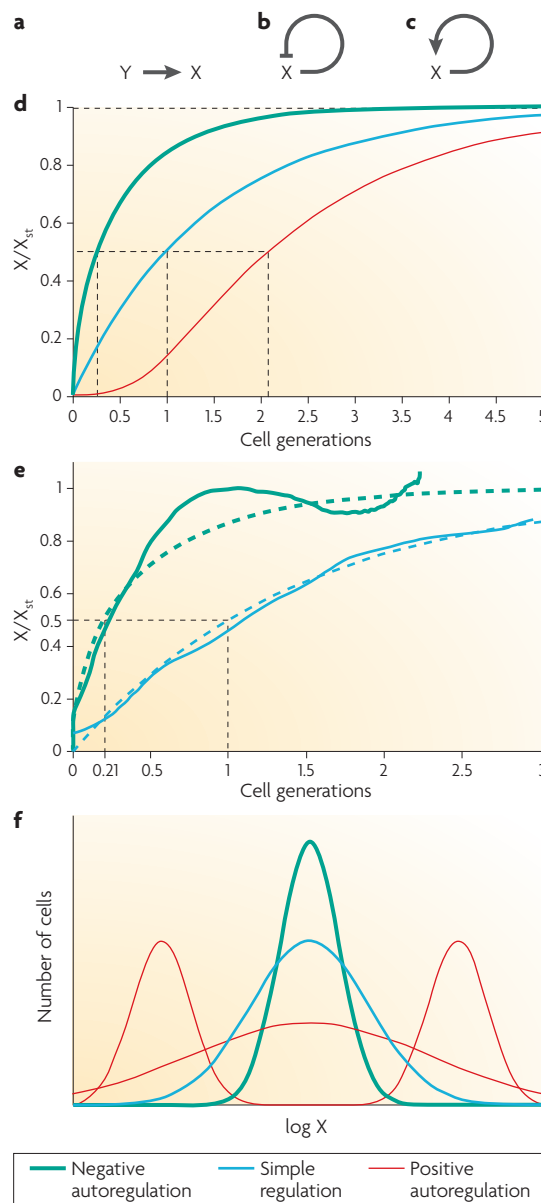 a
b
c
Y X
X
X
d
1
0.8
0.6
0.4
0.2
0
X/Xst
0 0.5 1 1.5 2 2.5 3 3.5 4 4.5 5
Cell generations
e
1
0.8
0.6
0.5
0.4
0.2
0
X/Xst
0 0.21 0.5 1 1.5 2 2.5 3
Cell generations
f
Number of cells
log X
Negative autoregulation
Simple regulation
Positive autoregulation